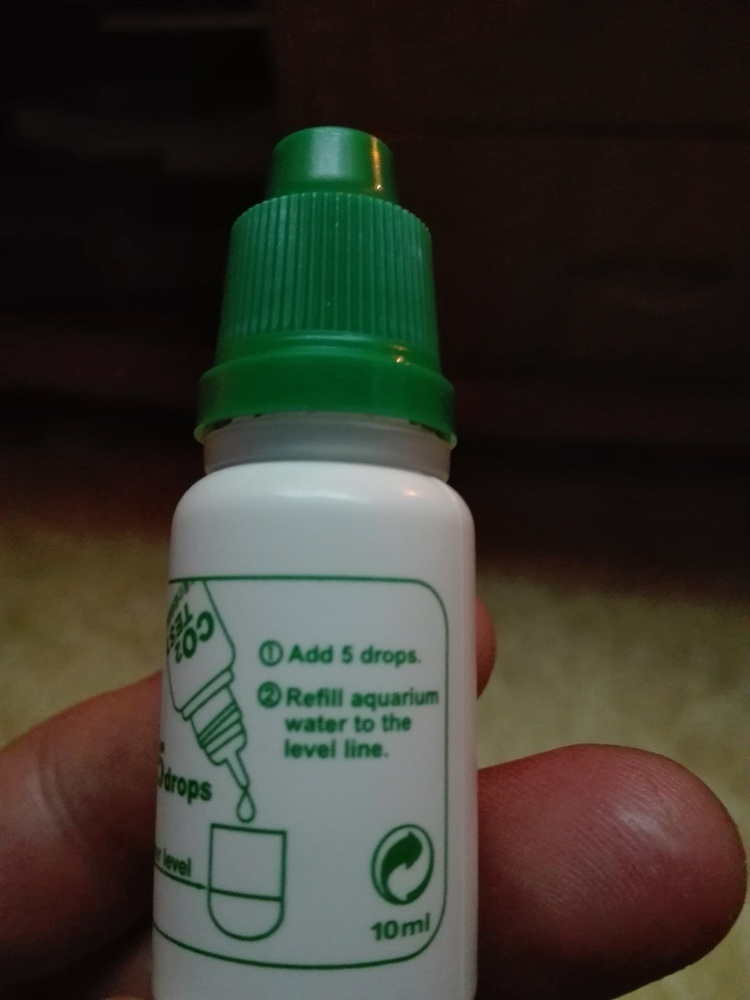 CO2
TEST
① Add 5 drops.
② Refill aquarium
water to the
level line.
drops
level
10ml